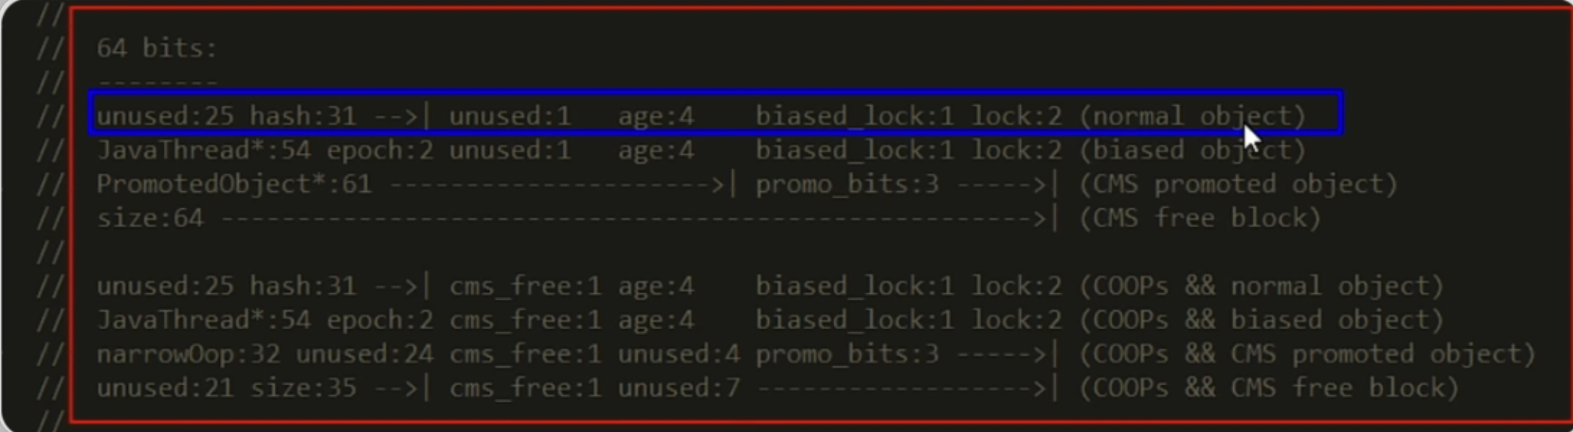 //
// 64 bits:
// --------
// unused:25 hash:31 -->| unused:1   age:4    biased_lock:1 lock:2 (normal object)
// JavaThread*:54 epoch:2 unused:1   age:4    biased_lock:1 lock:2 (biased object)
// PromotedObject*:61 --------------------->| promo_bits:3 ----->| (CMS promoted object)
// size:64 ----------------------------------------------------->| (CMS free block)
//
// unused:25 hash:31 -->| cms_free:1 age:4    biased_lock:1 lock:2 (COOPs && normal object)
// JavaThread*:54 epoch:2 cms_free:1 age:4    biased_lock:1 lock:2 (COOPs && biased object)
// narrowOop:32 unused:24 cms_free:1 unused:4 promo_bits:3 ----->| (COOPs && CMS promoted object)
// unused:21 size:35 -->| cms_free:1 unused:7 ------------------>| (COOPs && CMS free block)
//